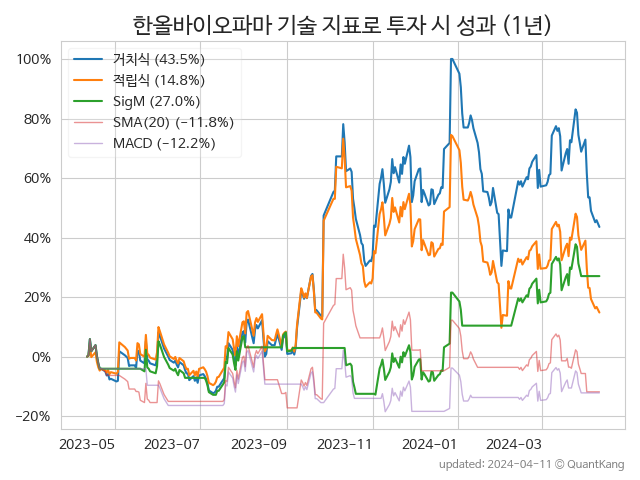 한올바이오파마 기술 지표로 투자 시 성과 (1년)
100%
80%
60%
40%
20%
0%
−20%
거치식 (43.5%)
적립식 (14.8%)
SigM (27.0%)
SMA(20) (−11.8%)
MACD (−12.2%)
2023-05 2023-07 2023-09 2023-11 2024-01 2024-03
updated: 2024-04-11 © QuantKang